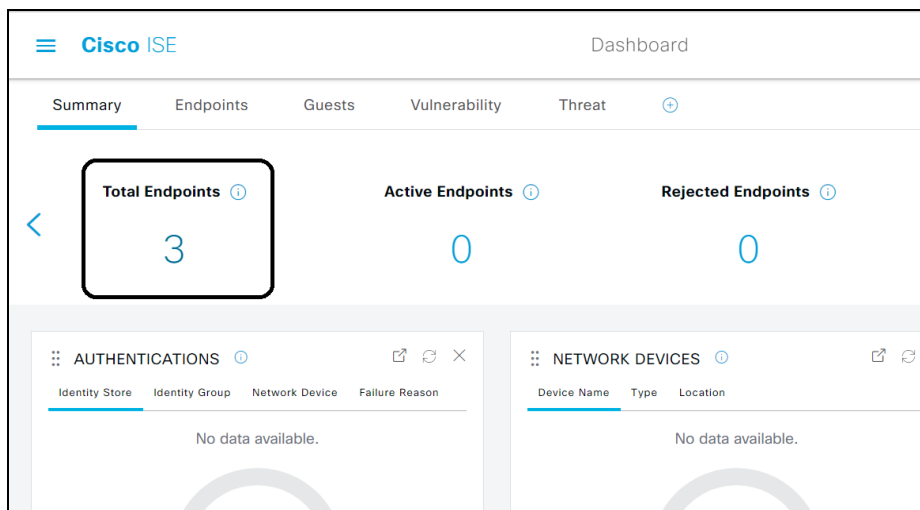 Cisco ISE Dashboard
Summary Endpoints Guests Vulnerability Threat
Total Endpoints Active Endpoints Rejected Endpoints
3 0 0
AUTHENTICATIONS NETWORK DEVICES
Identity Store Identity Group Network Device Failure Reason Device Name Type Location
No data available. No data available.